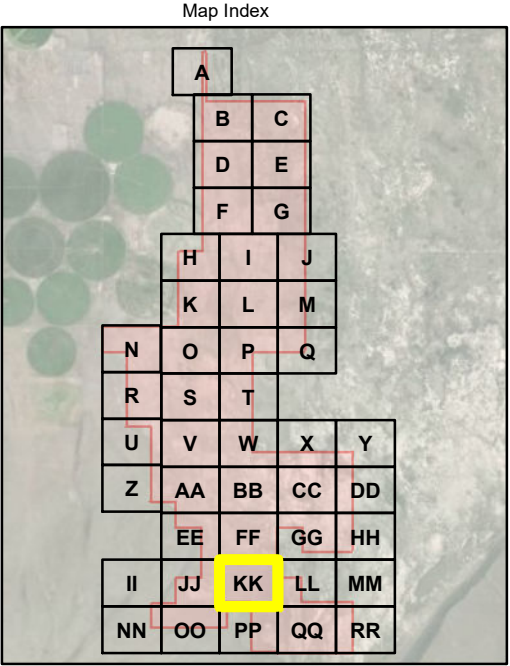 Map Index
A
B C
D E
F G
H I J
K L M
N O P Q
R S T
U V W X Y
Z AA BB CC DD
EE FF GG HH
II JJ KK LL MM
NN OO PP QQ RR